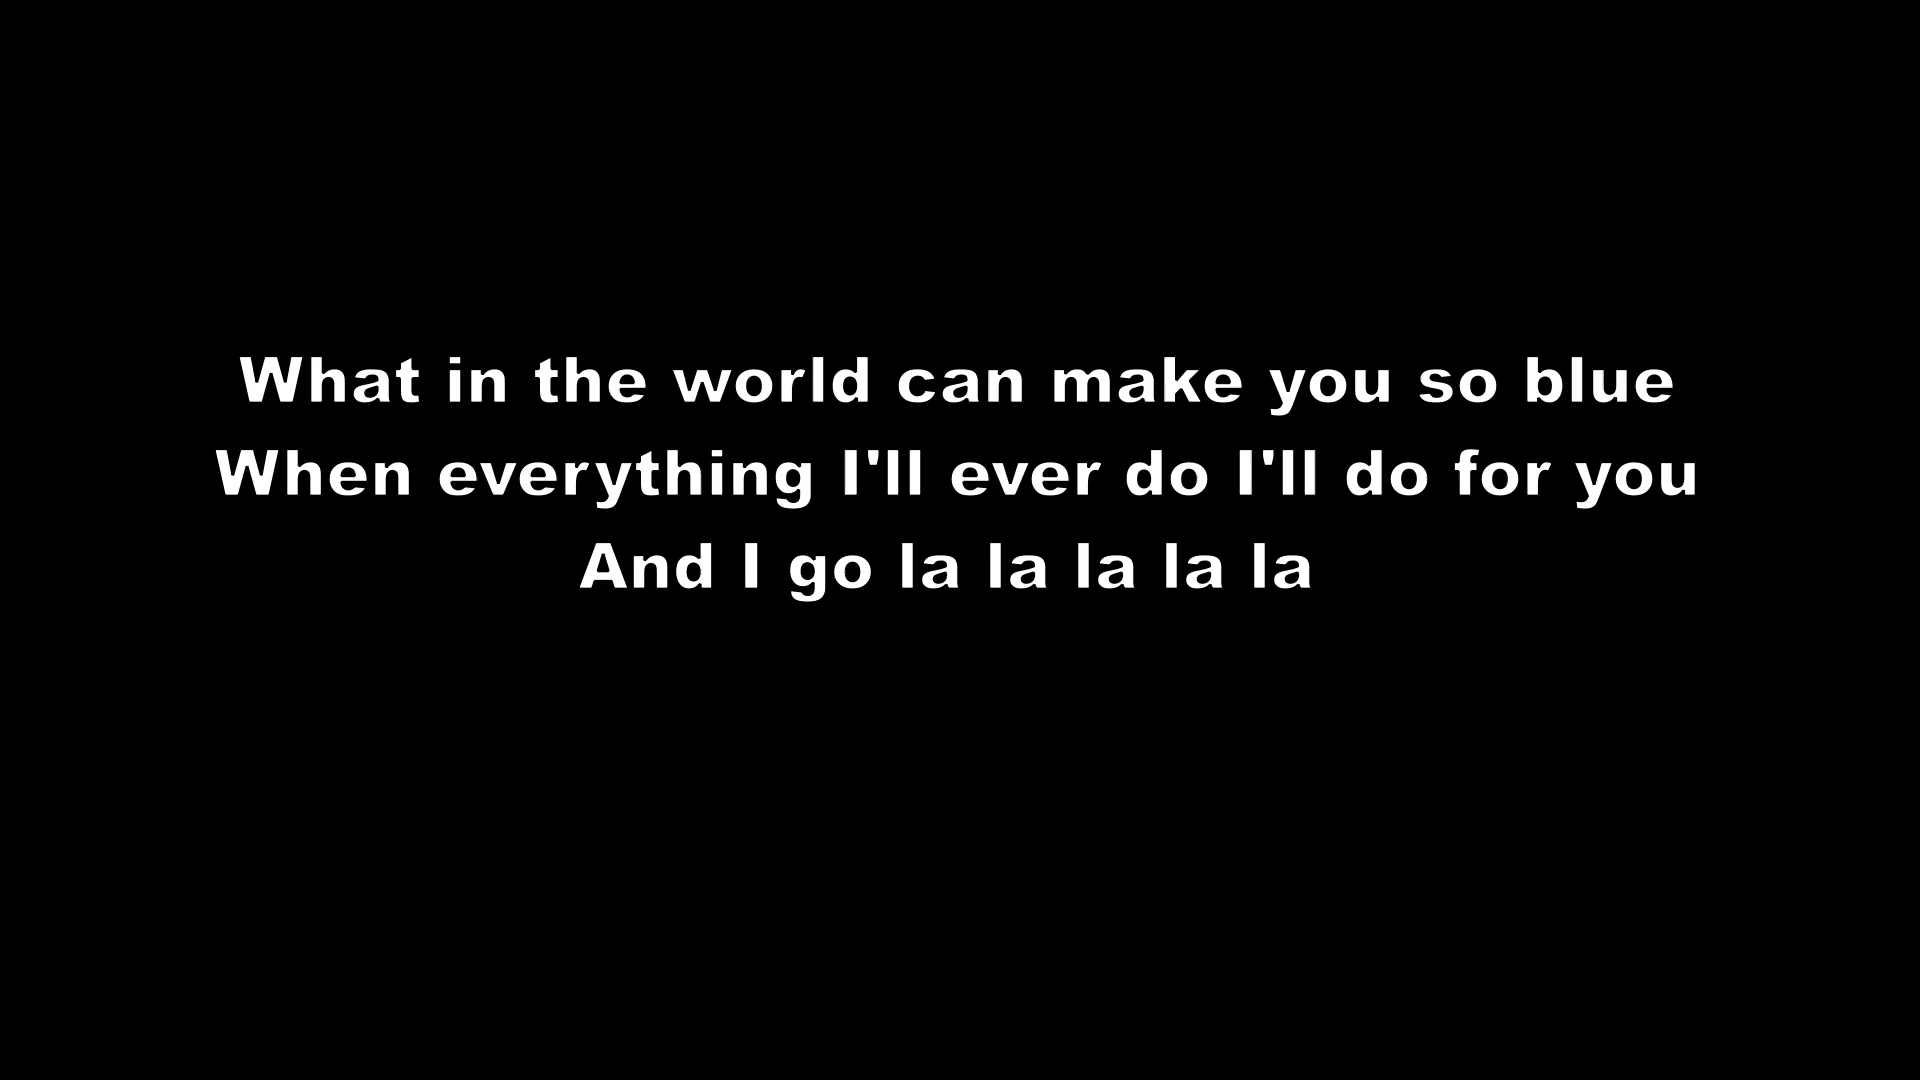 What in the world can make you so blue
When everything I'll ever do I'll do for you
And I go la la la la la